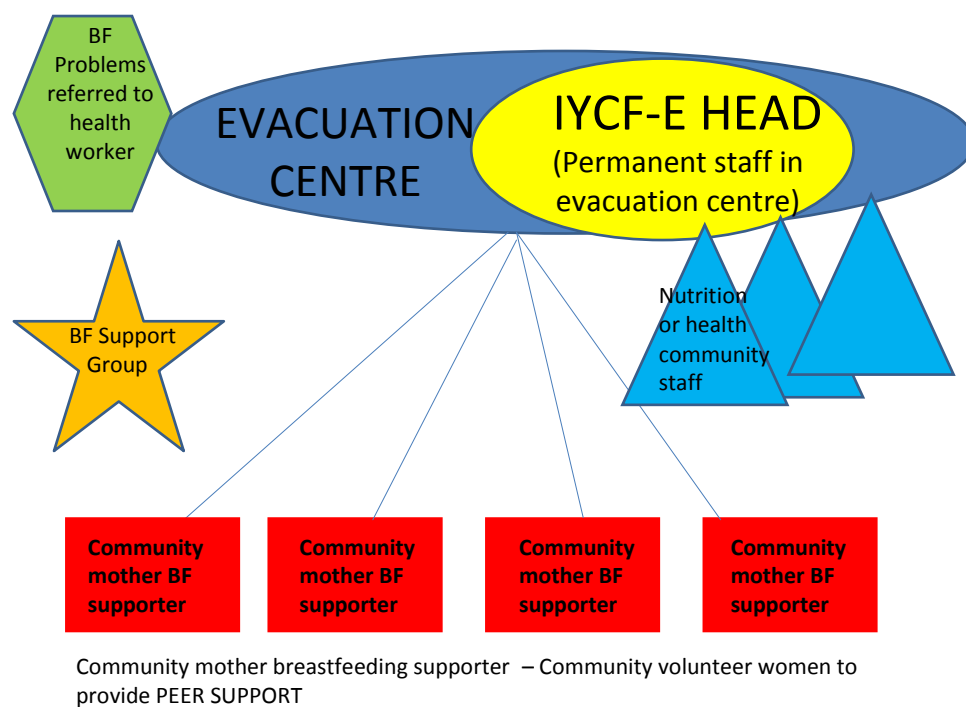 BF
Problems
referred to
health
worker
EVACUATION
CENTRE
IYCF-E HEAD
(Permanent staff in
evacuation centre)
BF Support
Group
Nutrition
or health
community
staff
Community
mother BF
supporter
Community
mother BF
supporter
Community
mother BF
supporter
Community
mother BF
supporter
Community mother breastfeeding supporter – Community volunteer women to
provide PEER SUPPORT